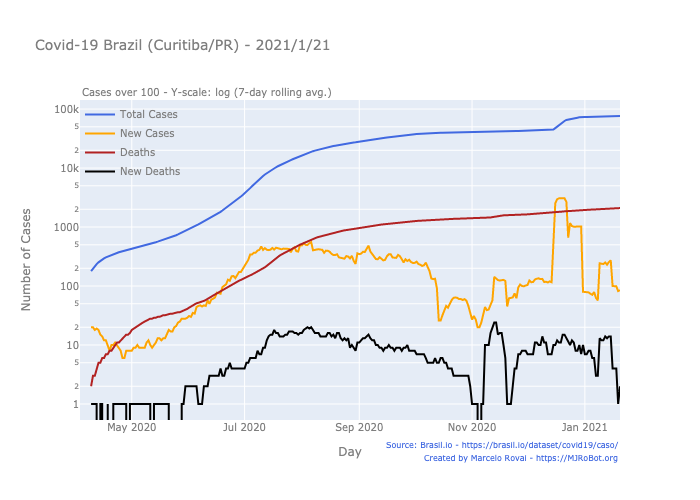 Covid-19 Brazil (Curitiba/PR) - 2021/1/21
Cases over 100 - Y-scale: log (7-day rolling avg.)
Total Cases
New Cases
Deaths
New Deaths
Number of Cases
100k
5
2
10k
5
2
1000
5
2
100
5
2
10
5
2
1
May 2020
Jul 2020
Sep 2020
Nov 2020
Jan 2021
Day
Source: Brasil.io - https://brasil.io/dataset/covid19/caso/
Created by Marcelo Rovai - https://MJRoBot.org